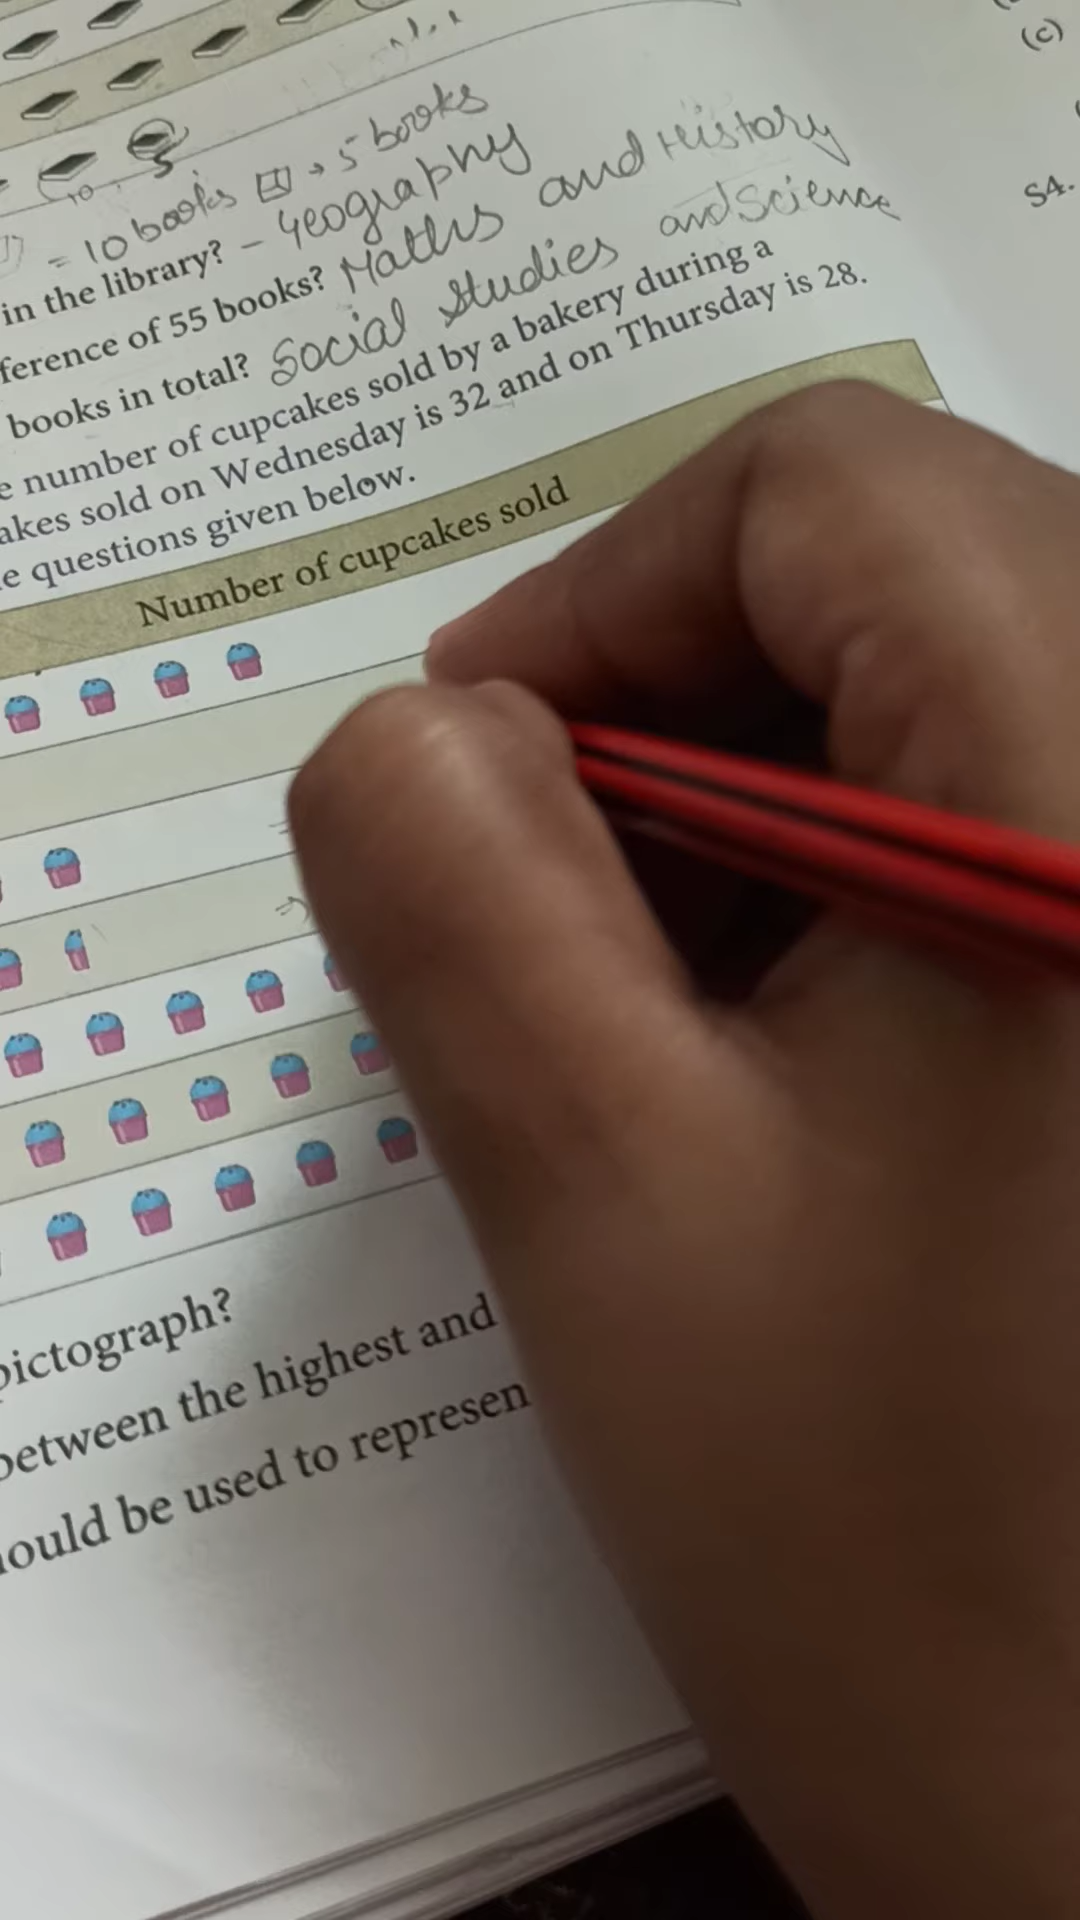 (c)
10
5
= 10 books → 5 books
in the library? – Geography
ference of 55 books? Maths and History
books in total? Social Studies and Science
e number of cupcakes sold by a bakery during a
akes sold on Wednesday is 32 and on Thursday is 28.
e questions given below.
54.
Number of cupcakes sold
pictograph?
between the highest and
ould be used to represen